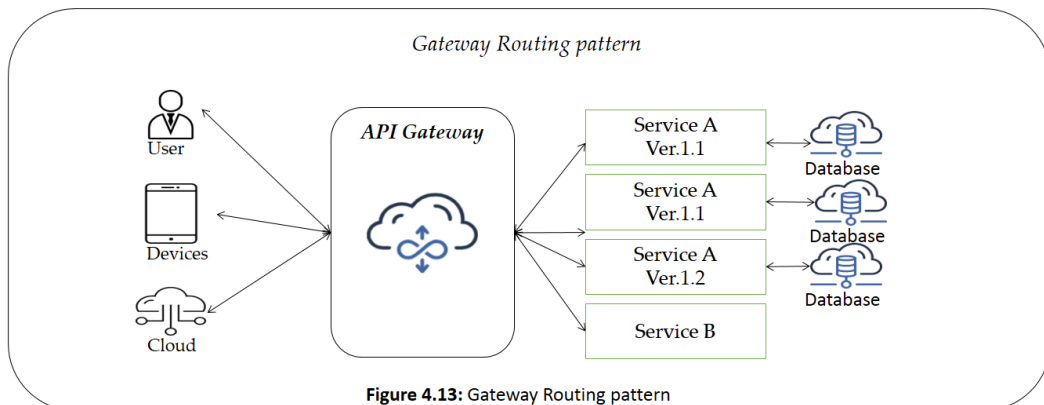 Gateway Routing pattern
User
Devices
Cloud
API Gateway
Service A
Ver.1.1
Service A
Ver.1.1
Service A
Ver.1.2
Service B
Database
Database
Database
Figure 4.13: Gateway Routing pattern